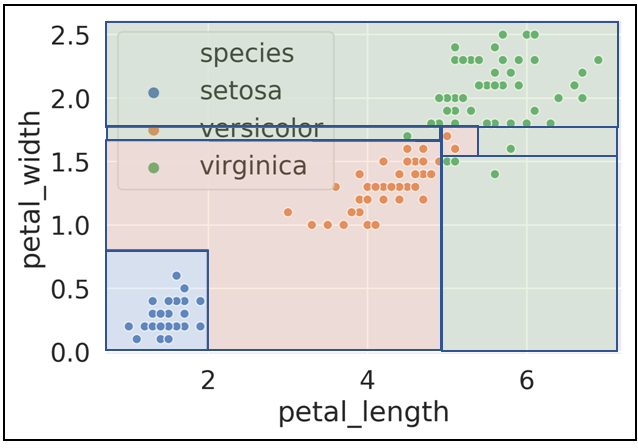 species
setosa
versicolor
virginica
2.5
2.0
1.5
1.0
0.5
0.0
petal_width
2 4 6
petal_length